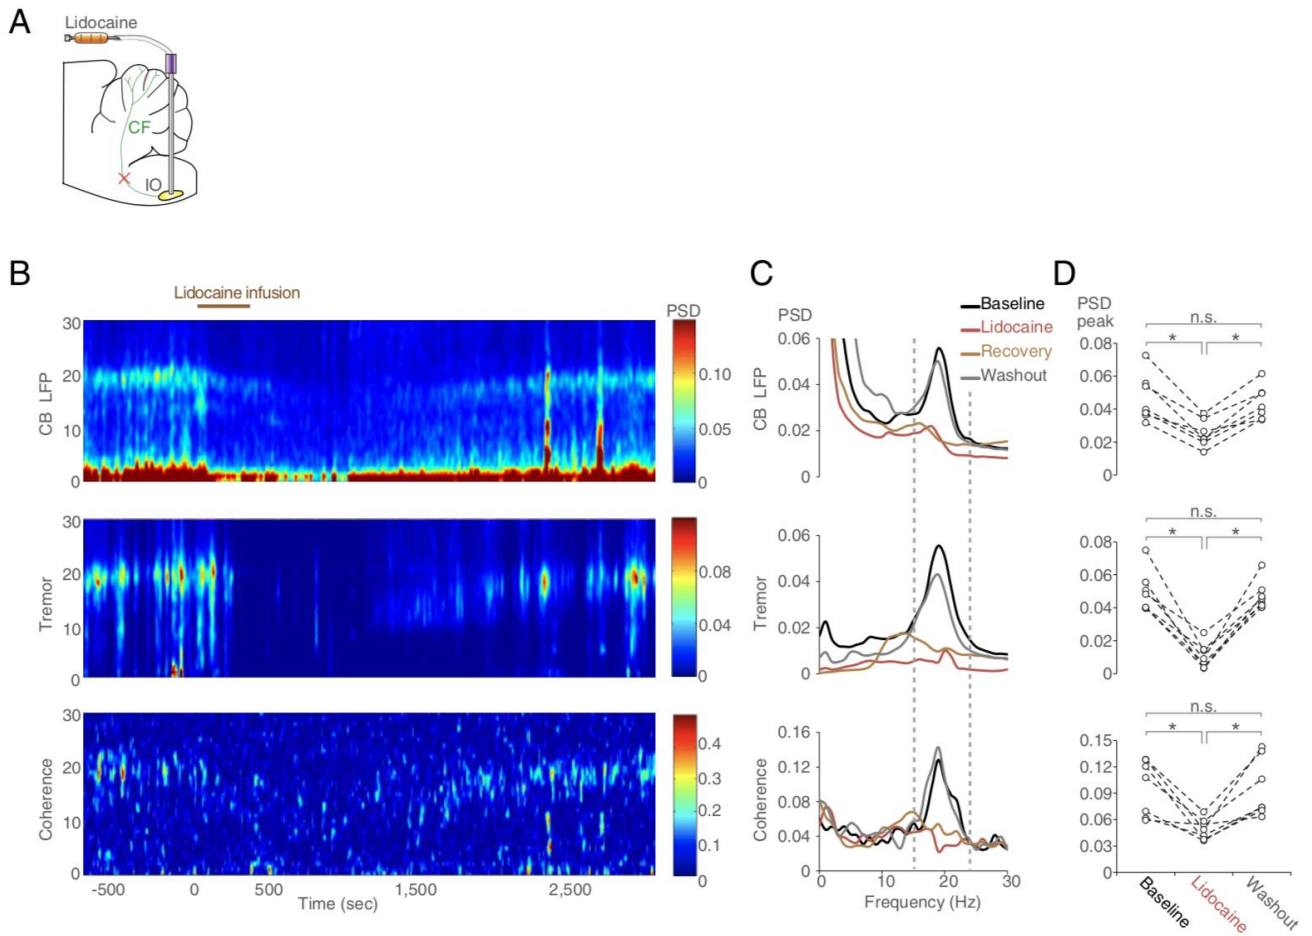 A
Lidocaine
CF
IO
B
Lidocaine infusion
PSD
30
20
10
0
CB LFP
0.10
0.05
0
30
20
10
0
Tremor
0.08
0.04
0
30
20
10
0
Coherence
0.4
0.3
0.2
0.1
0
-500
0
500
1,500
2,500
Time (sec)
C
PSD
Baseline
Lidocaine
Recovery
Washout
0.06
0.04
0.02
0
CB LFP
0.06
0.04
0.02
0
Tremor
0.16
0.12
0.08
0.04
0
Coherence
0
10
20
30
Frequency (Hz)
D
PSD
peak
n.s.
* *
0.08
0.06
0.04
0.02
0
n.s.
* *
0.08
0.06
0.04
0.02
0
n.s.
* *
0.15
0.12
0.09
0.06
0.03
0
Baseline
Lidocaine
Washout